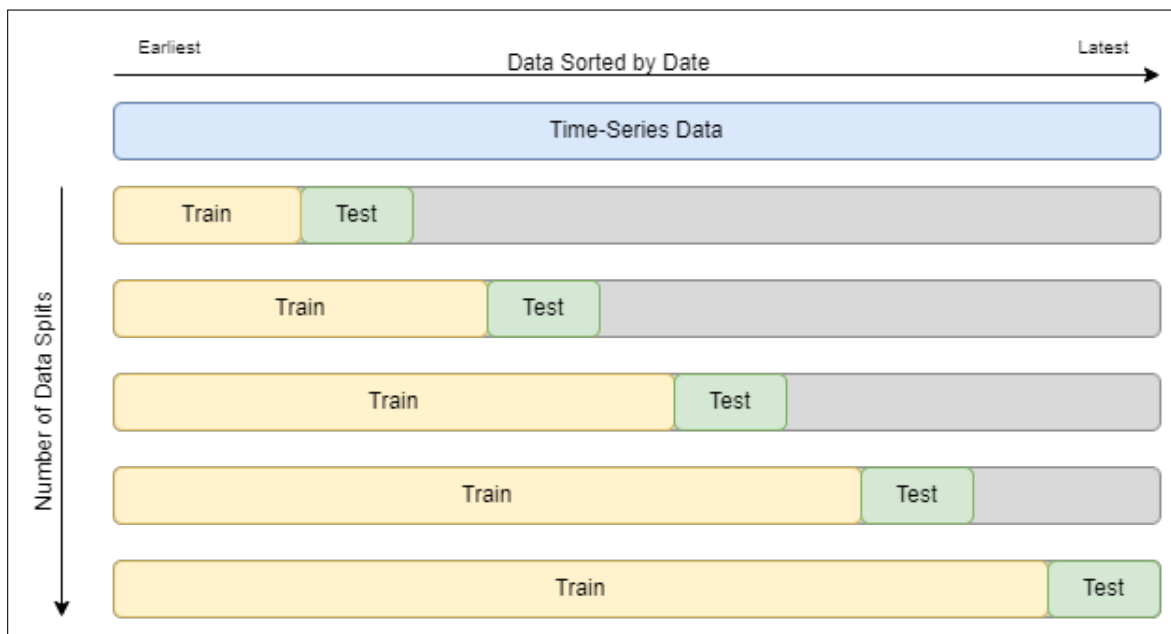 Earliest
Latest
Data Sorted by Date
Time-Series Data
Number of Data Splits
Train
Test
Train
Test
Train
Test
Train
Test
Train
Test